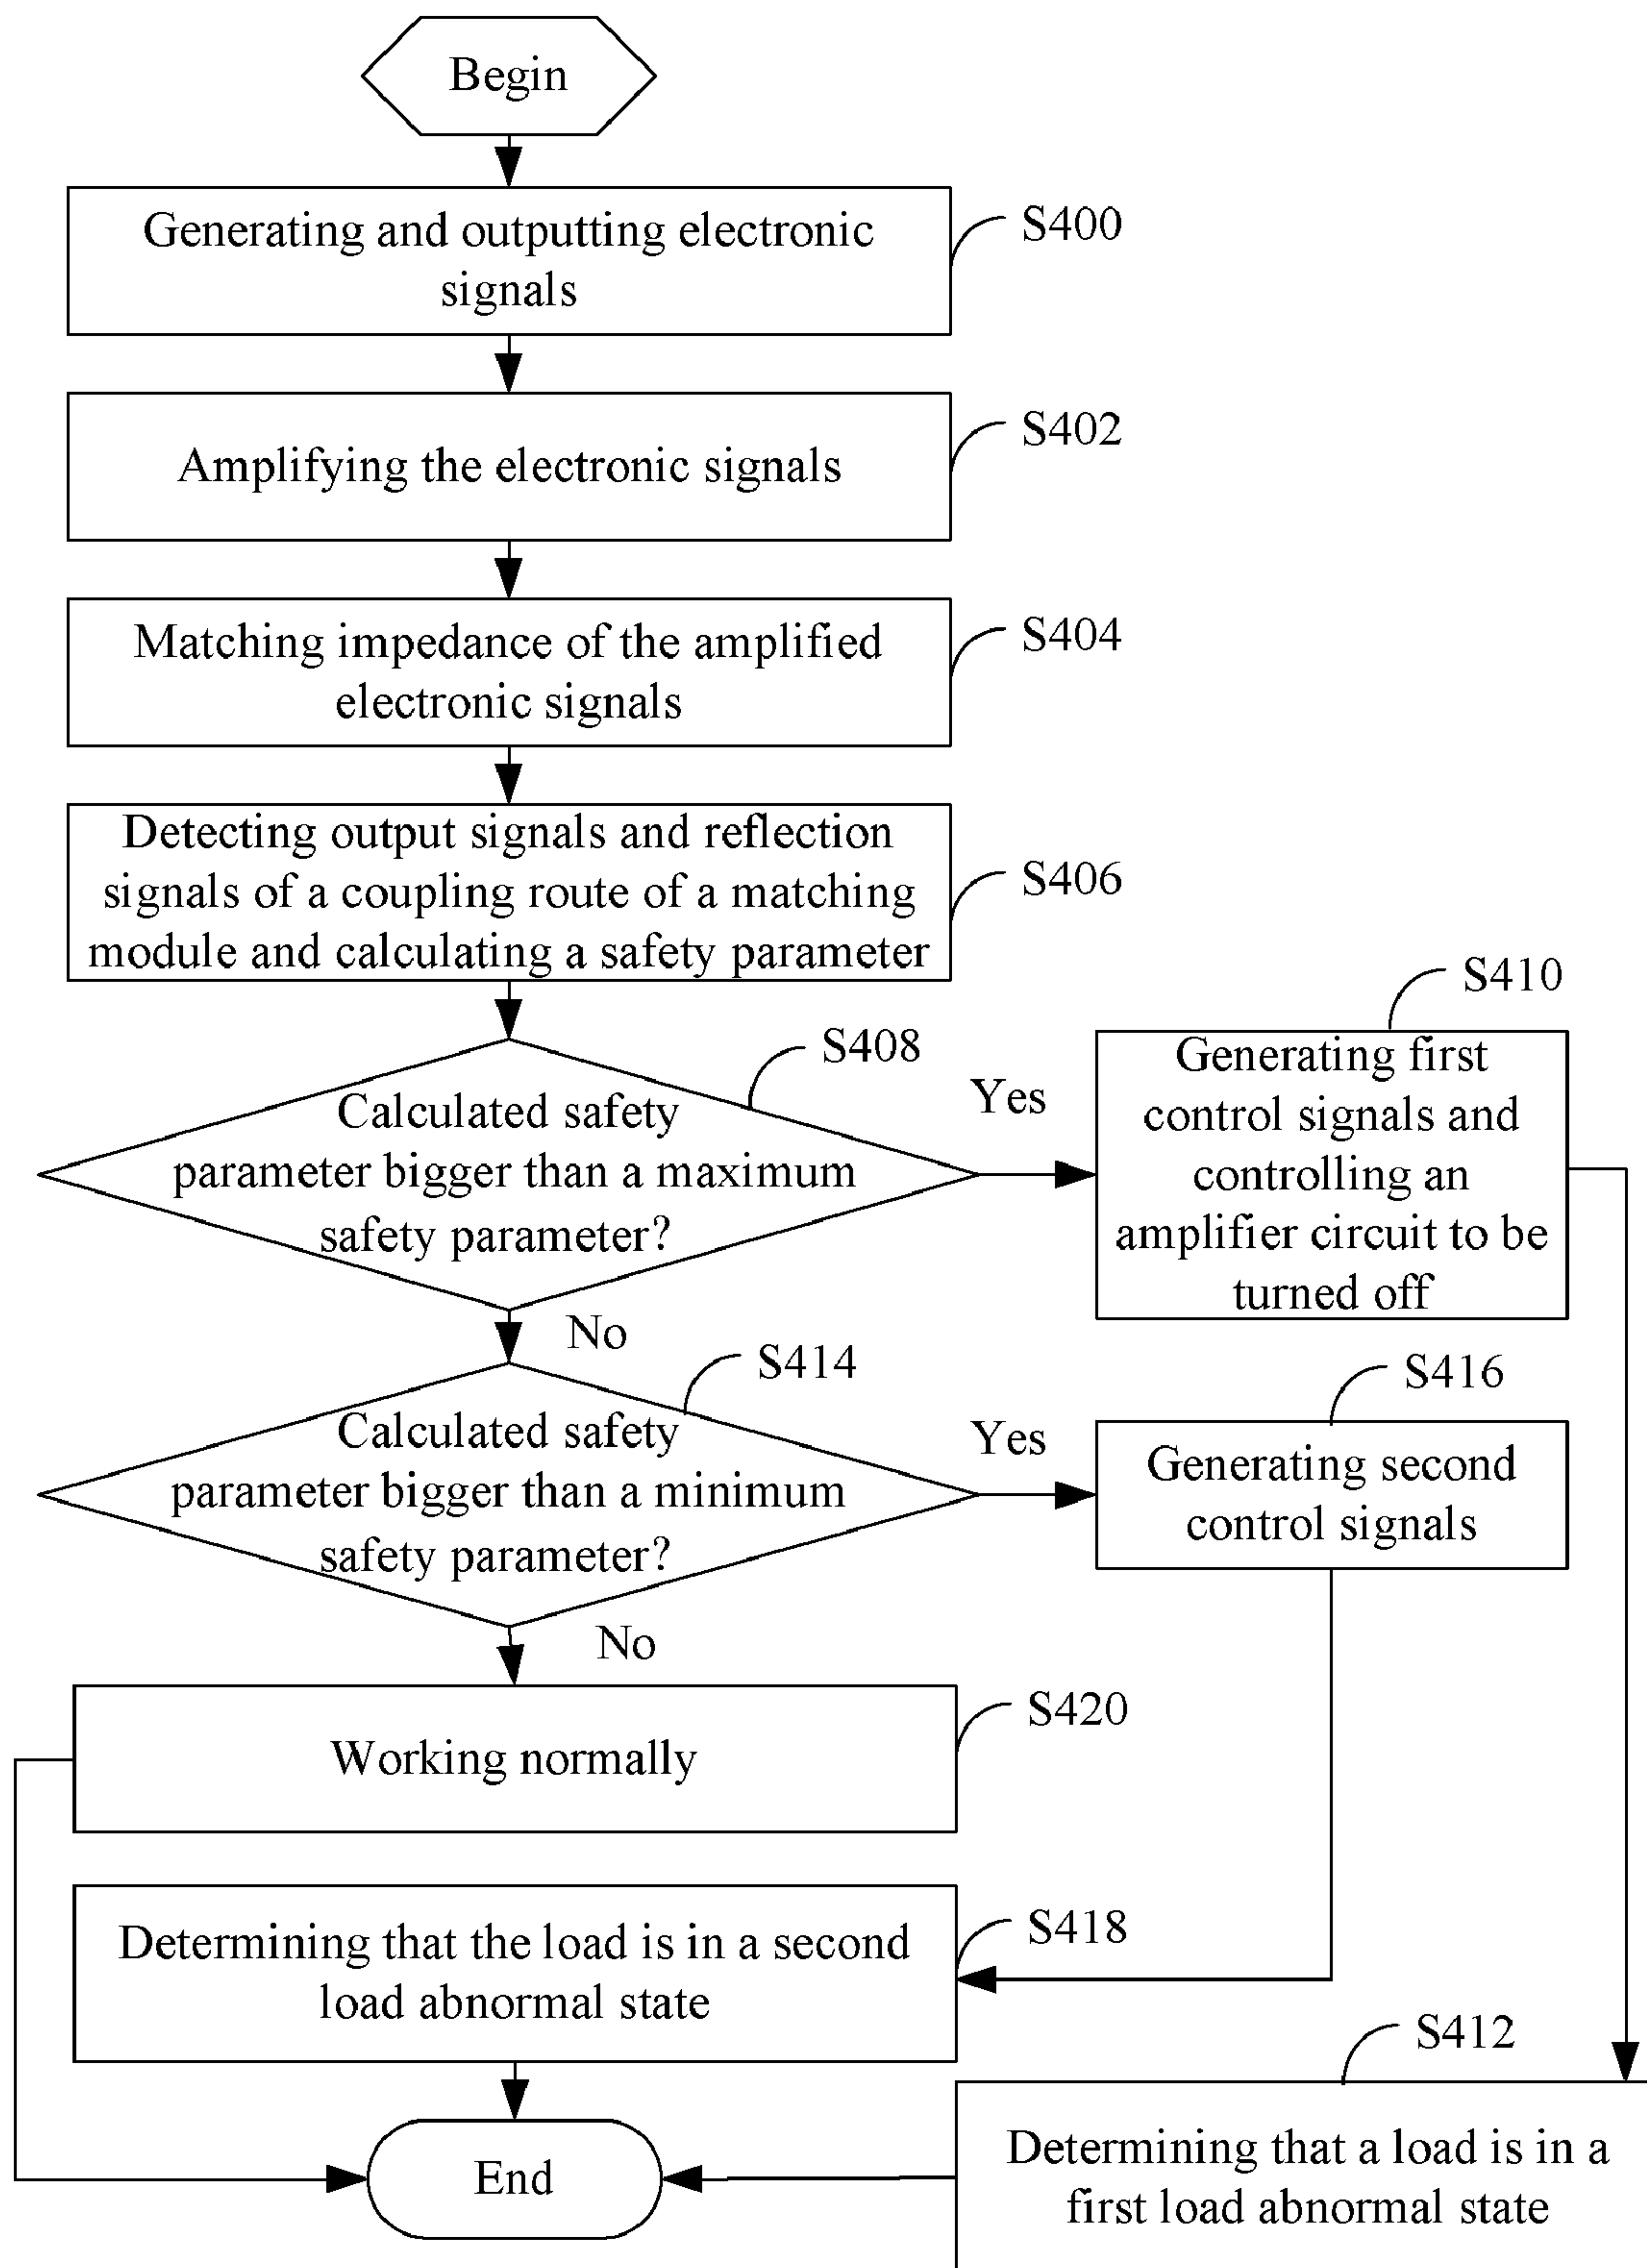 Begin
Generating and outputting electronic
signals
S400
Amplifying the electronic signals
S402
Matching impedance of the amplified
electronic signals
S404
Detecting output signals and reflection
signals of a coupling route of a matching
module and calculating a safety parameter
S406
Calculated safety
parameter bigger than a maximum
safety parameter?
S408
Yes
Generating first
control signals and
controlling an
amplifier circuit to be
turned off
S410
No
Calculated safety
parameter bigger than a minimum
safety parameter?
S414
Yes
Generating second
control signals
S416
No
Working normally
S420
Determining that the load is in a second
load abnormal state
S418
S412
Determining that a load is in a
first load abnormal state
End